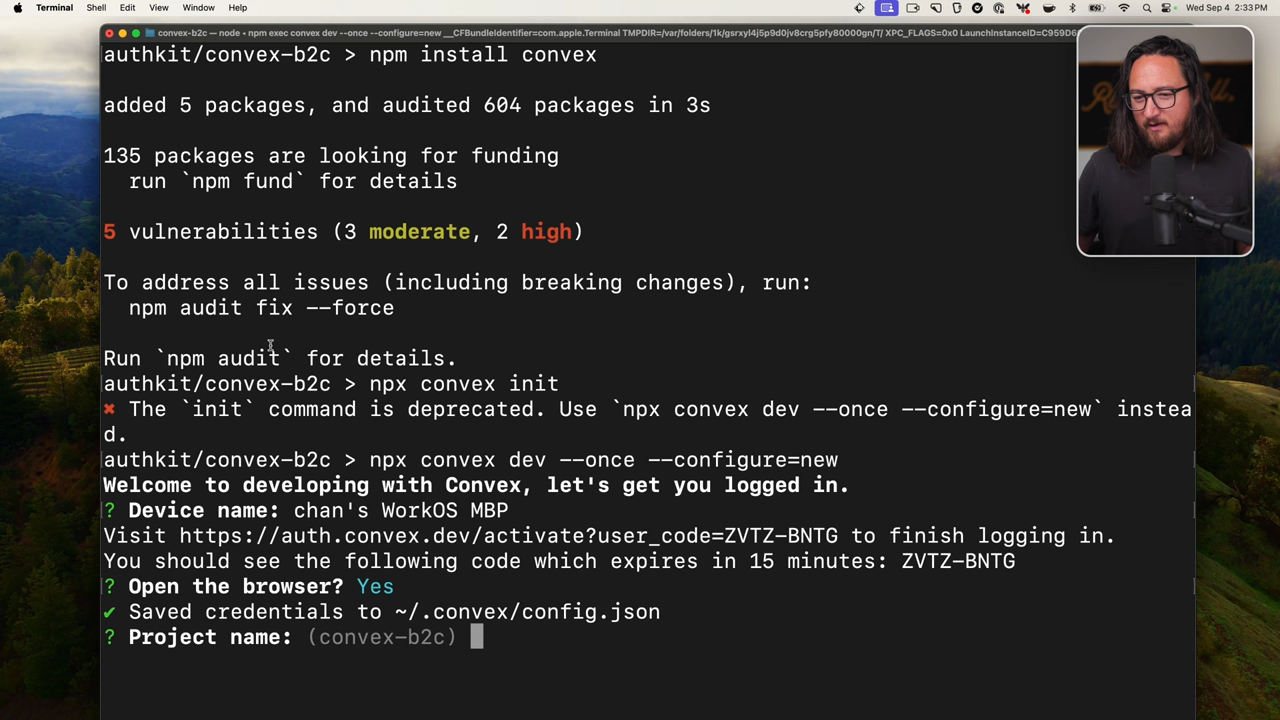 Terminal Shell Edit View Window Help Wed Sep 4 2:33 PM
convex-b2c — node • npm exec convex dev --once --configure=new __CFBundleIdentifier=com.apple.Terminal TMPDIR=/var/folders/1k/gsrxyl4j5p9d0jv8crg5pfy80000gn/T/ XPC_FLAGS=0x0 LaunchInstanceID=C959D6
authkit/convex-b2c > npm install convex
added 5 packages, and audited 604 packages in 3s
135 packages are looking for funding
run `npm fund` for details
5 vulnerabilities (3 moderate, 2 high)
To address all issues (including breaking changes), run:
npm audit fix --force
Run `npm audit` for details.
authkit/convex-b2c > npx convex init
✖ The `init` command is deprecated. Use `npx convex dev --once --configure=new` instea
d.
authkit/convex-b2c > npx convex dev --once --configure=new
Welcome to developing with Convex, let's get you logged in.
? Device name: chan's WorkOS MBP
Visit https://auth.convex.dev/activate?user_code=ZVTZ-BNTG to finish logging in.
You should see the following code which expires in 15 minutes: ZVTZ-BNTG
? Open the browser? Yes
✔ Saved credentials to ~/.convex/config.json
? Project name: (convex-b2c)